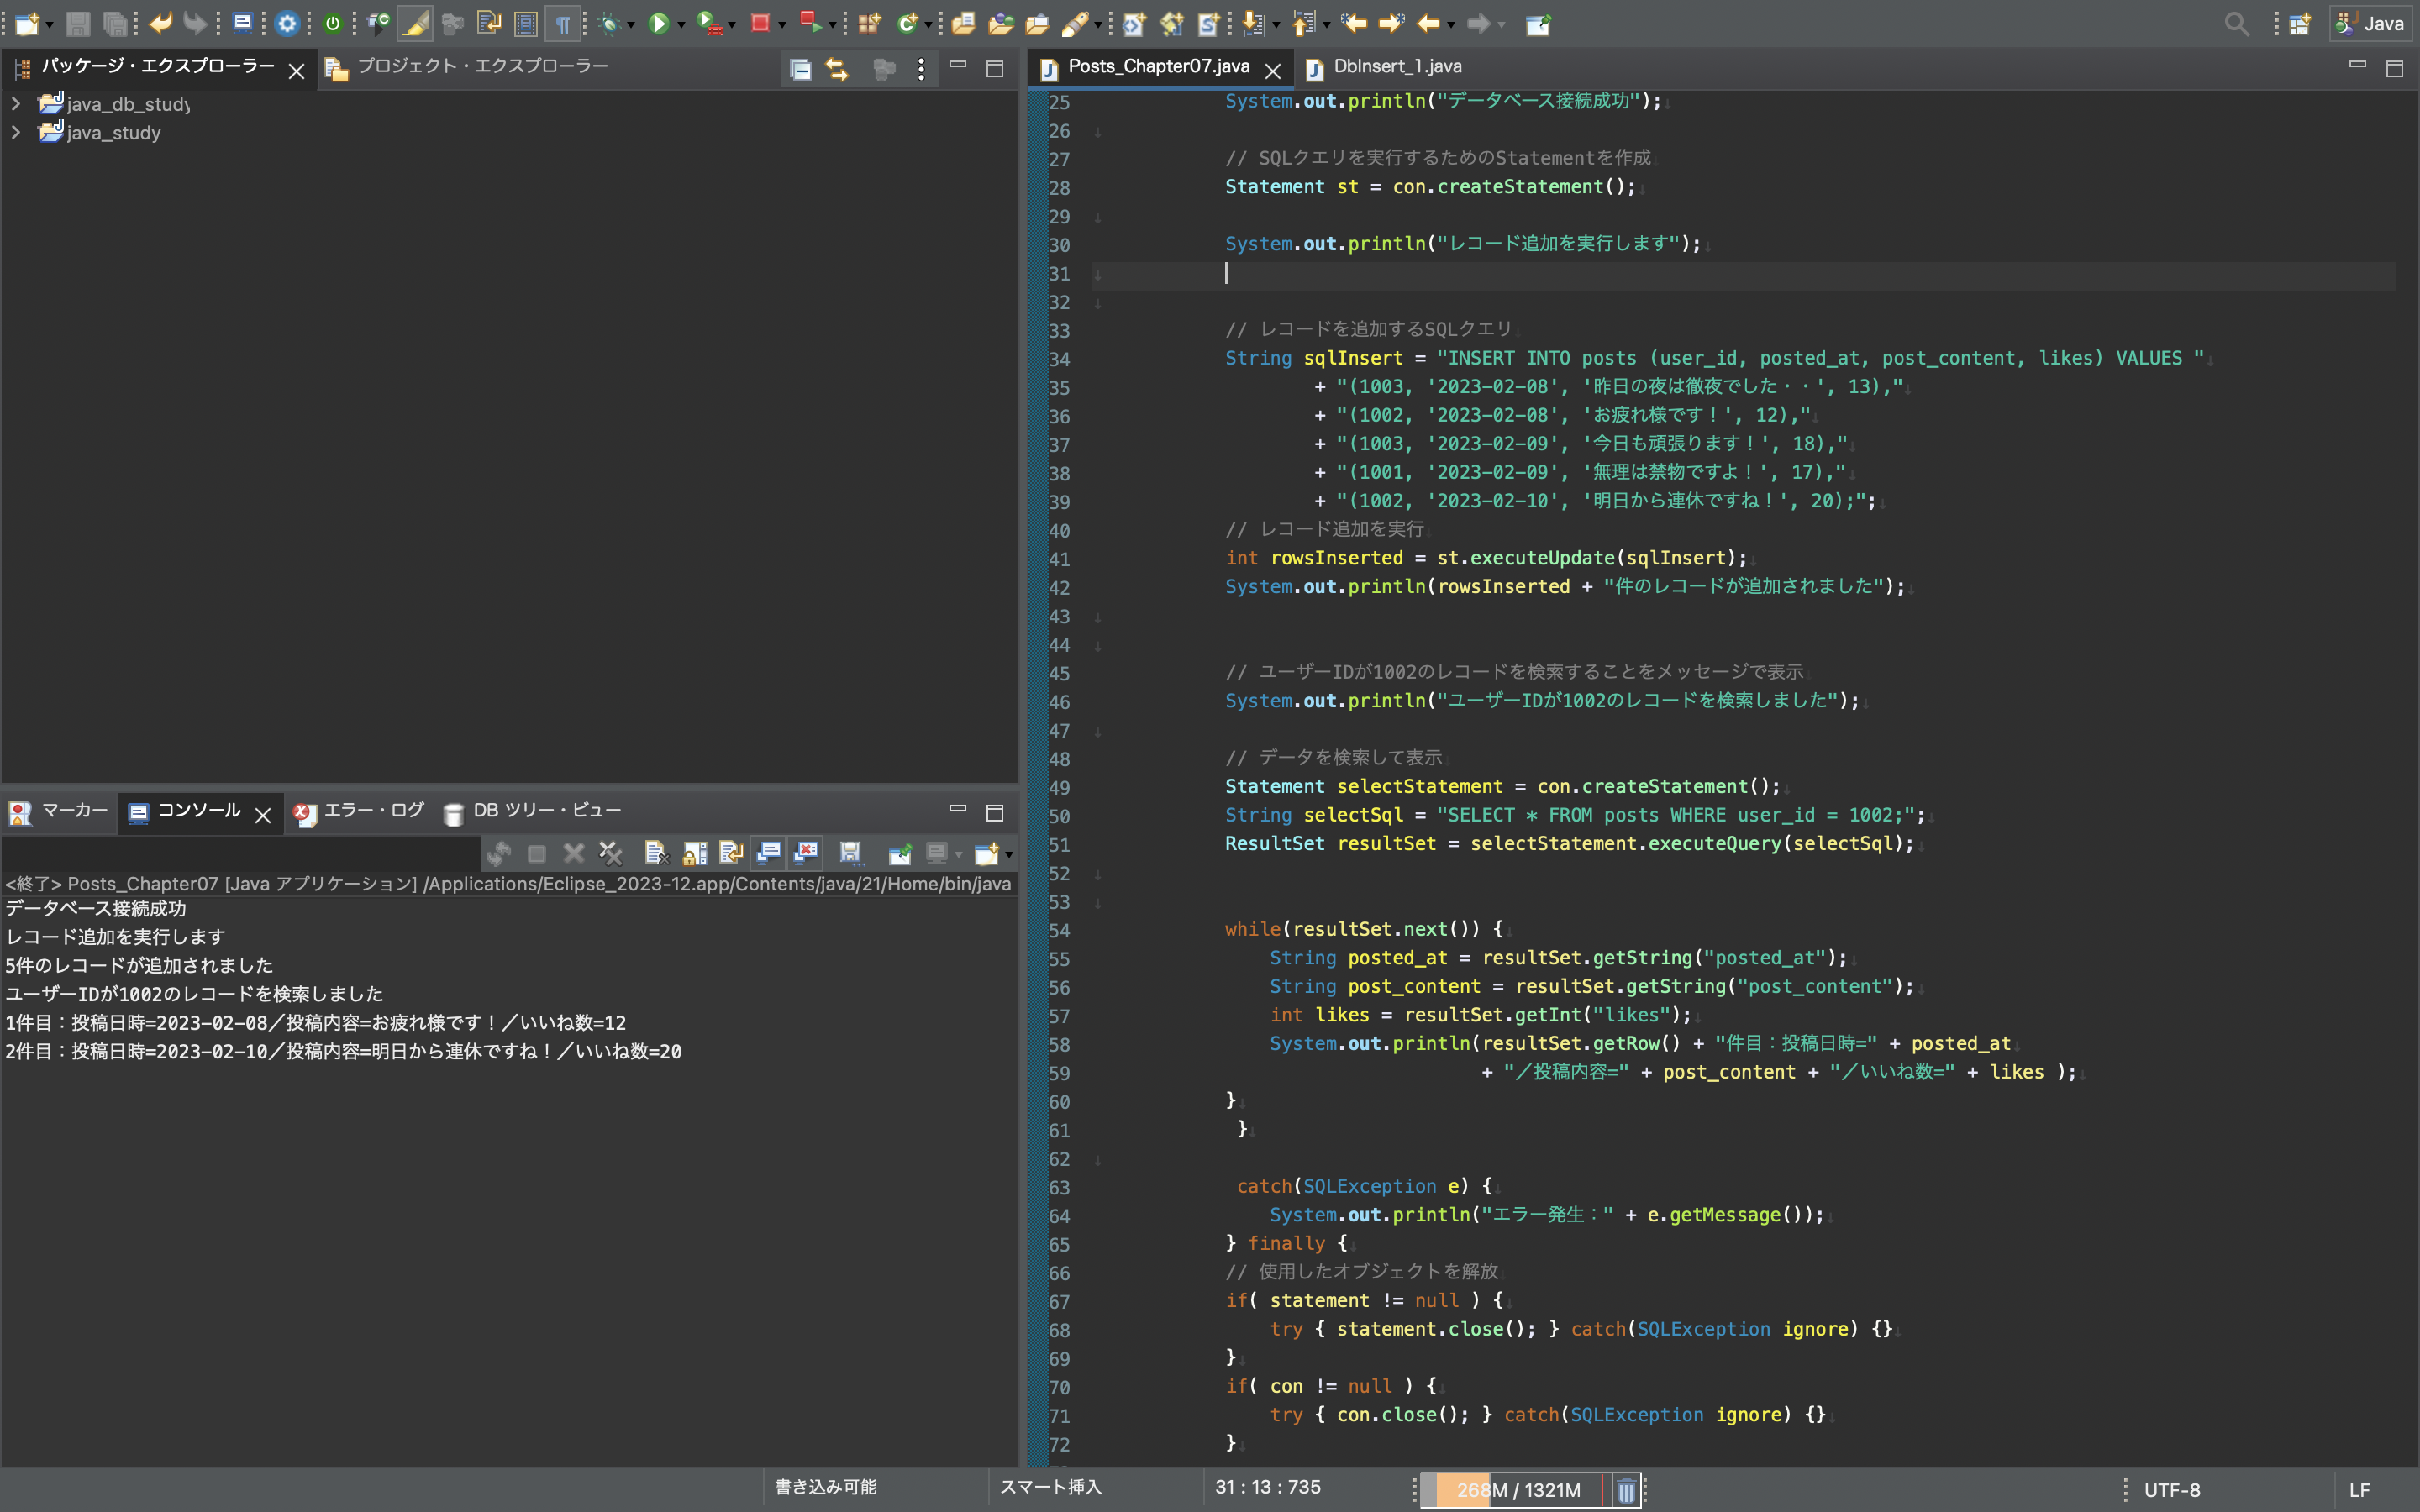 Java
パッケージ・エクスプローラー
プロジェクト・エクスプローラー
java_db_study
java_study
マーカー
コンソール
エラー・ログ
DB ツリー・ビュー
<終了> Posts_Chapter07 [Java アプリケーション] /Applications/Eclipse_2023-12.app/Contents/java/21/Home/bin/java
データベース接続成功
レコード追加を実行します
5件のレコードが追加されました
ユーザーIDが1002のレコードを検索しました
1件目：投稿日時=2023-02-08／投稿内容=お疲れ様です！／いいね数=12
2件目：投稿日時=2023-02-10／投稿内容=明日から連休ですね！／いいね数=20
Posts_Chapter07.java
DbInsert_1.java
25 System.out.println("データベース接続成功");
26
27 // SQLクエリを実行するためのStatementを作成
28 Statement st = con.createStatement();
29
30 System.out.println("レコード追加を実行します");
31
32
33 // レコードを追加するSQLクエリ
34 String sqlInsert = "INSERT INTO posts (user_id, posted_at, post_content, likes) VALUES "
35 + "(1003, '2023-02-08', '昨日の夜は徹夜でした・・', 13),"
36 + "(1002, '2023-02-08', 'お疲れ様です！', 12),"
37 + "(1003, '2023-02-09', '今日も頑張ります！', 18),"
38 + "(1001, '2023-02-09', '無理は禁物ですよ！', 17),"
39 + "(1002, '2023-02-10', '明日から連休ですね！', 20);";
40 // レコード追加を実行
41 int rowsInserted = st.executeUpdate(sqlInsert);
42 System.out.println(rowsInserted + "件のレコードが追加されました");
43
44
45 // ユーザーIDが1002のレコードを検索することをメッセージで表示
46 System.out.println("ユーザーIDが1002のレコードを検索しました");
47
48 // データを検索して表示
49 Statement selectStatement = con.createStatement();
50 String selectSql = "SELECT * FROM posts WHERE user_id = 1002;";
51 ResultSet resultSet = selectStatement.executeQuery(selectSql);
52
53
54 while(resultSet.next()) {
55 String posted_at = resultSet.getString("posted_at");
56 String post_content = resultSet.getString("post_content");
57 int likes = resultSet.getInt("likes");
58 System.out.println(resultSet.getRow() + "件目：投稿日時=" + posted_at
59 + "／投稿内容=" + post_content + "／いいね数=" + likes );
60 }
61 }
62
63 catch(SQLException e) {
64 System.out.println("エラー発生：" + e.getMessage());
65 } finally {
66 // 使用したオブジェクトを解放
67 if( statement != null ) {
68 try { statement.close(); } catch(SQLException ignore) {}
69 }
70 if( con != null ) {
71 try { con.close(); } catch(SQLException ignore) {}
72 }
書き込み可能
スマート挿入
31 : 13 : 735
268M / 1321M
UTF-8
LF